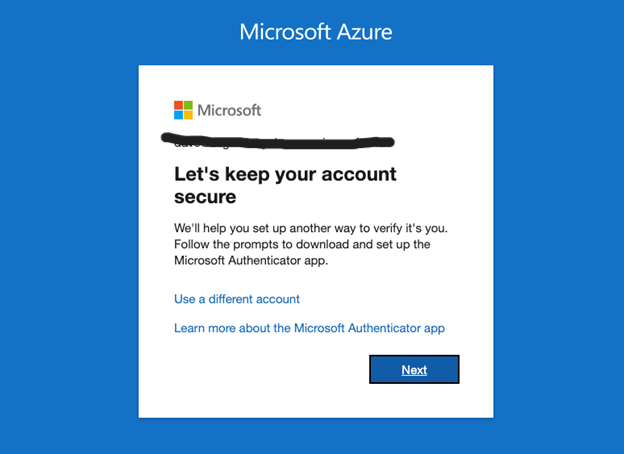 Microsoft Azure
Microsoft
Let's keep your account
secure
We'll help you set up another way to verify it's you.
Follow the prompts to download and set up the
Microsoft Authenticator app.
Use a different account
Learn more about the Microsoft Authenticator app
Next